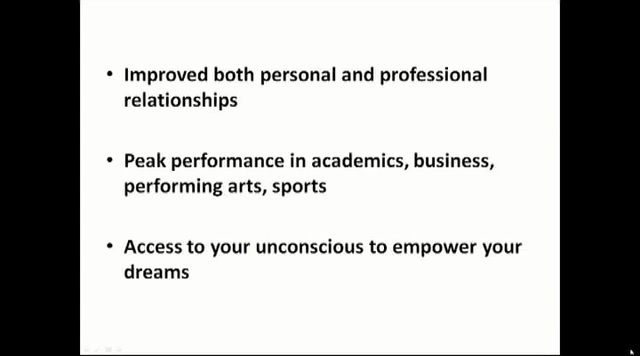 • Improved both personal and professional
relationships
• Peak performance in academics, business,
performing arts, sports
• Access to your unconscious to empower your
dreams